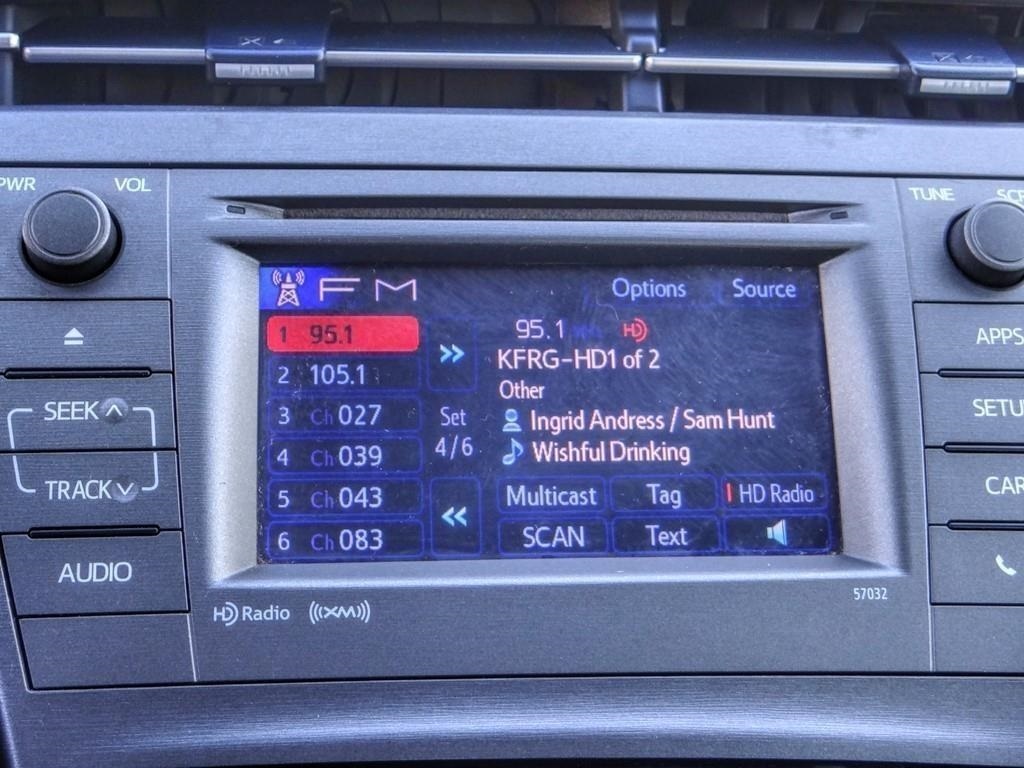 PWR VOL
TUNE
FM
Options Source
1 95.1
2 105.1
3 Ch 027
4 Ch 039
5 Ch 043
6 Ch 083
Set
4/6
95.1 HD
KFRG-HD1 of 2
Other
Ingrid Andress / Sam Hunt
Wishful Drinking
Multicast Tag HD Radio
SCAN Text
SEEK
TRACK
AUDIO
APPS
HD Radio ((XM))
57032